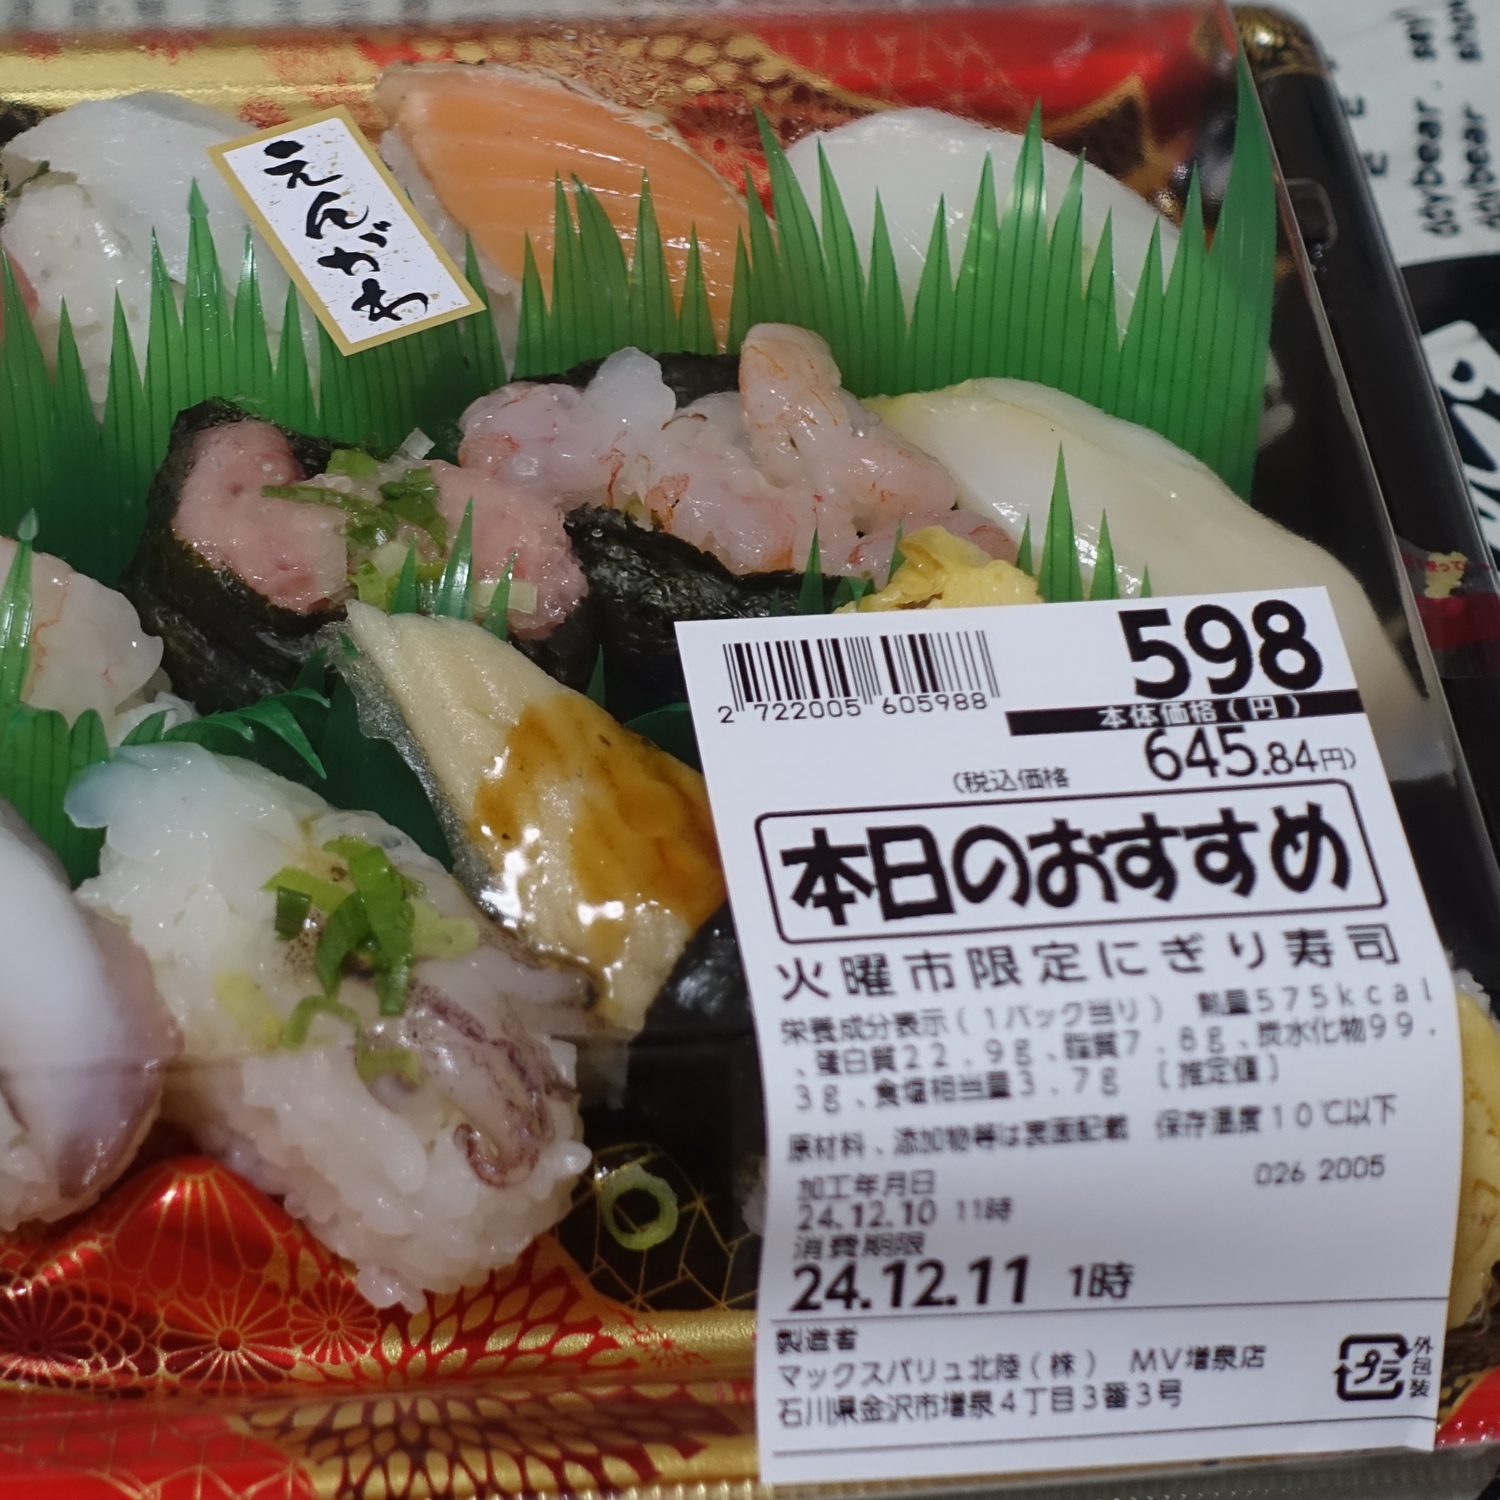 えんがわ
2 722005 605988
598
本体価格(円)
(税込価格 645.84円)
本日のおすすめ
火曜市限定にぎり寿司
栄養成分表示(1パック当り) 熱量575kcal
、蛋白質22.9g、脂質7.8g、炭水化物99.
3g、食塩相当量3.7g [推定値]
原材料、添加物等は裏面記載 保存温度10℃以下
026 2005
加工年月日
24.12.10 11時
消費期限
24.12.11 1時
製造者
マックスバリュ北陸(株) MV増泉店
石川県金沢市増泉4丁目3番3号
プラ
外包装